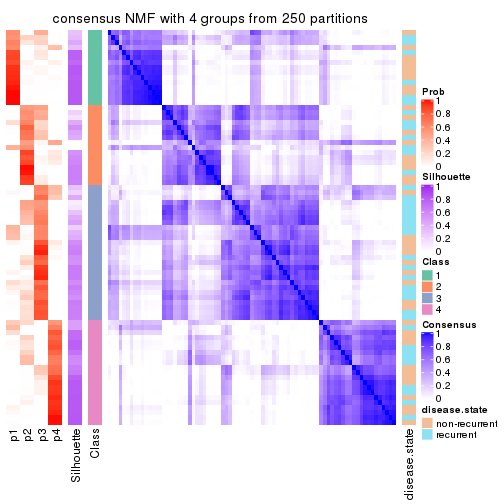 consensus NMF with 4 groups from 250 partitions
p1
p2
p3
p4
Silhouette
Class
disease.state
Prob
1
0.8
0.6
0.4
0.2
0
Silhouette
1
0.8
0.6
0.4
0.2
0
Class
1
2
3
4
Consensus
1
0.8
0.6
0.4
0.2
0
disease.state
non-recurrent
recurrent